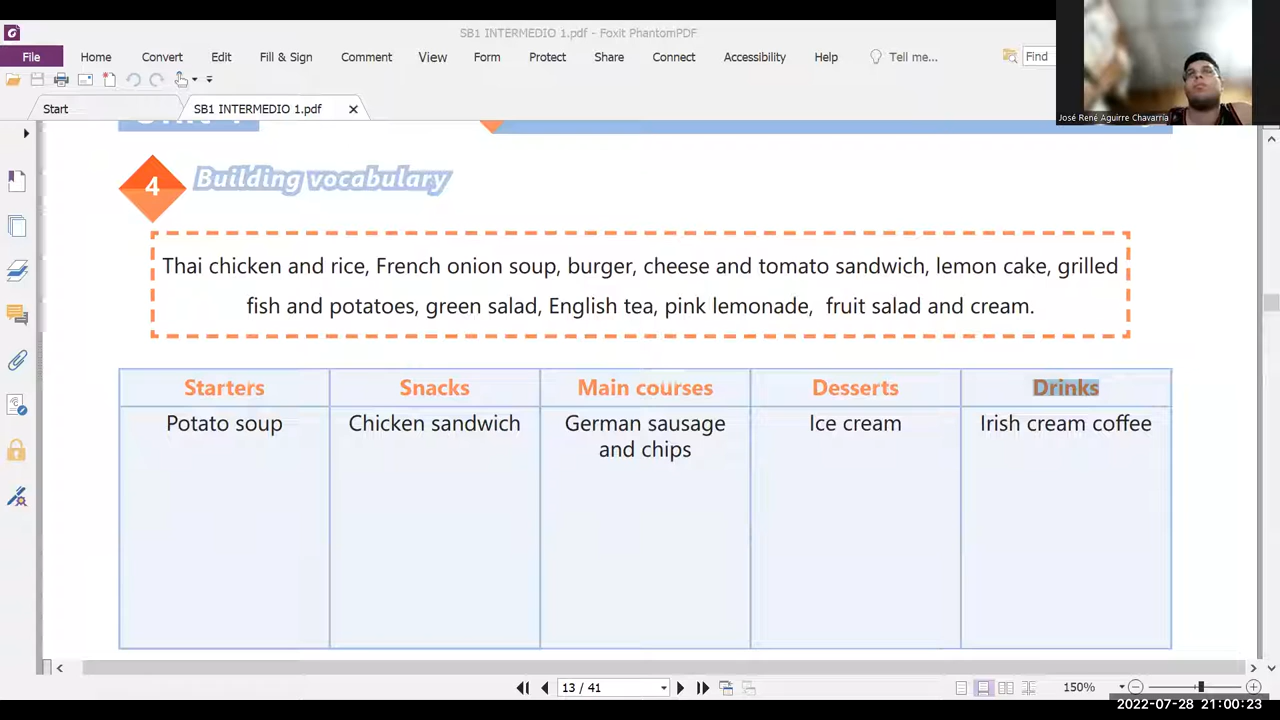 SB1 INTERMEDIO 1.pdf - Foxit PhantomPDF
File Home Convert Edit Fill & Sign Comment View Form Protect Share Connect Accessibility Help Tell me... Find
Start SB1 INTERMEDIO 1.pdf
José René Aguirre Chavarría
4 Building vocabulary
Thai chicken and rice, French onion soup, burger, cheese and tomato sandwich, lemon cake, grilled
fish and potatoes, green salad, English tea, pink lemonade, fruit salad and cream.
Starters Snacks Main courses Desserts Drinks
Potato soup Chicken sandwich German sausage Ice cream Irish cream coffee
and chips
13 / 41 150%
2022-07-28 21:00:23